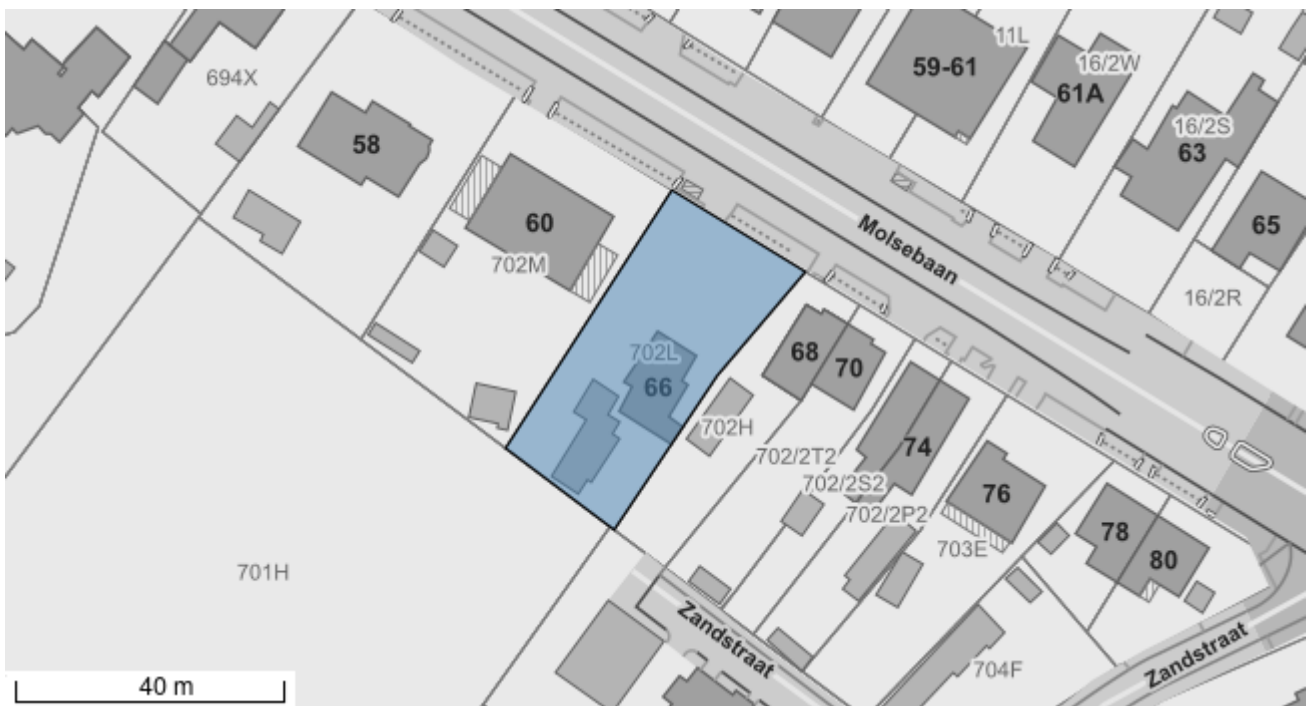 11L
59-61
16/2W
694X
61A
16/2S
58
63
60
65
Molsebaan
702M
16/2R
702L
68
70
66
702H
74
702/2T2
702/2S2
76
702/2P2
78
703E
80
701H
Zandstraat
Zandstraat
704F
40 m